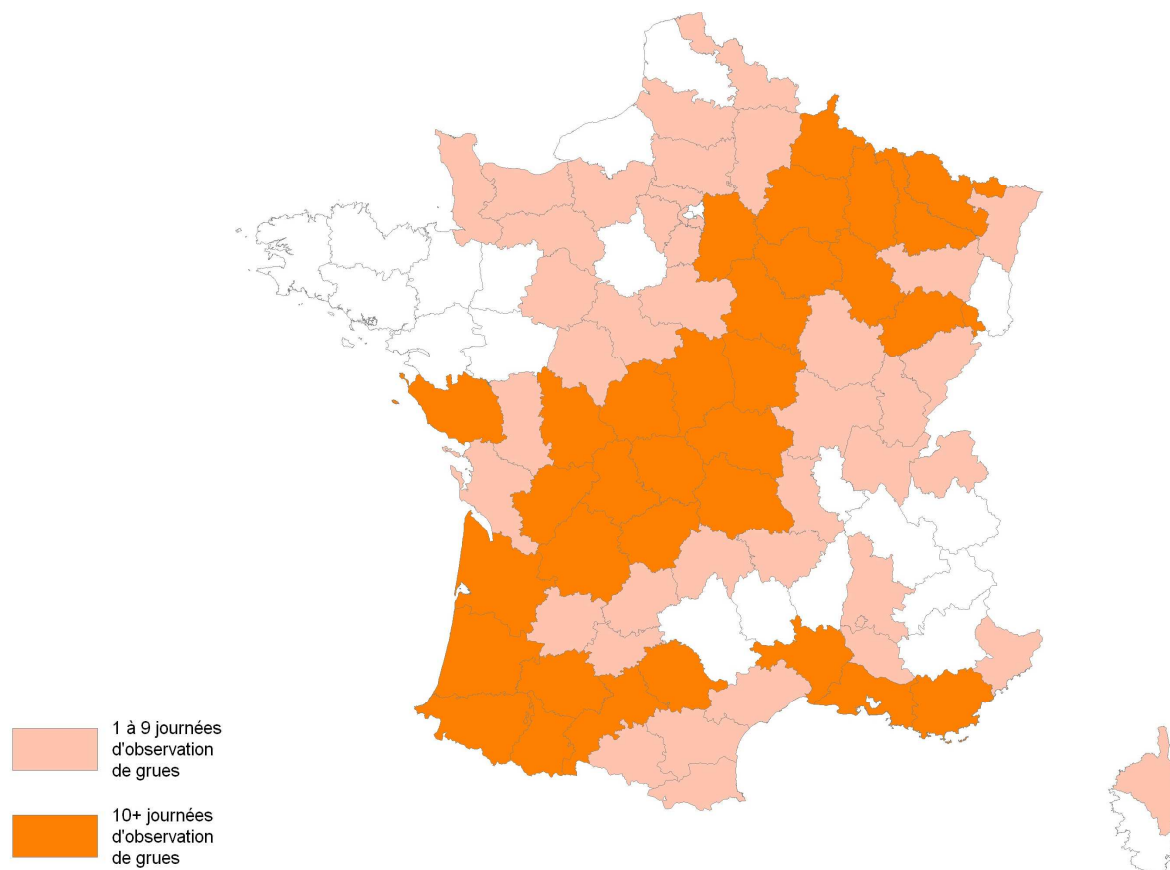 1 à 9 journées
d'observation
de grues
10+ journées
d'observation
de grues